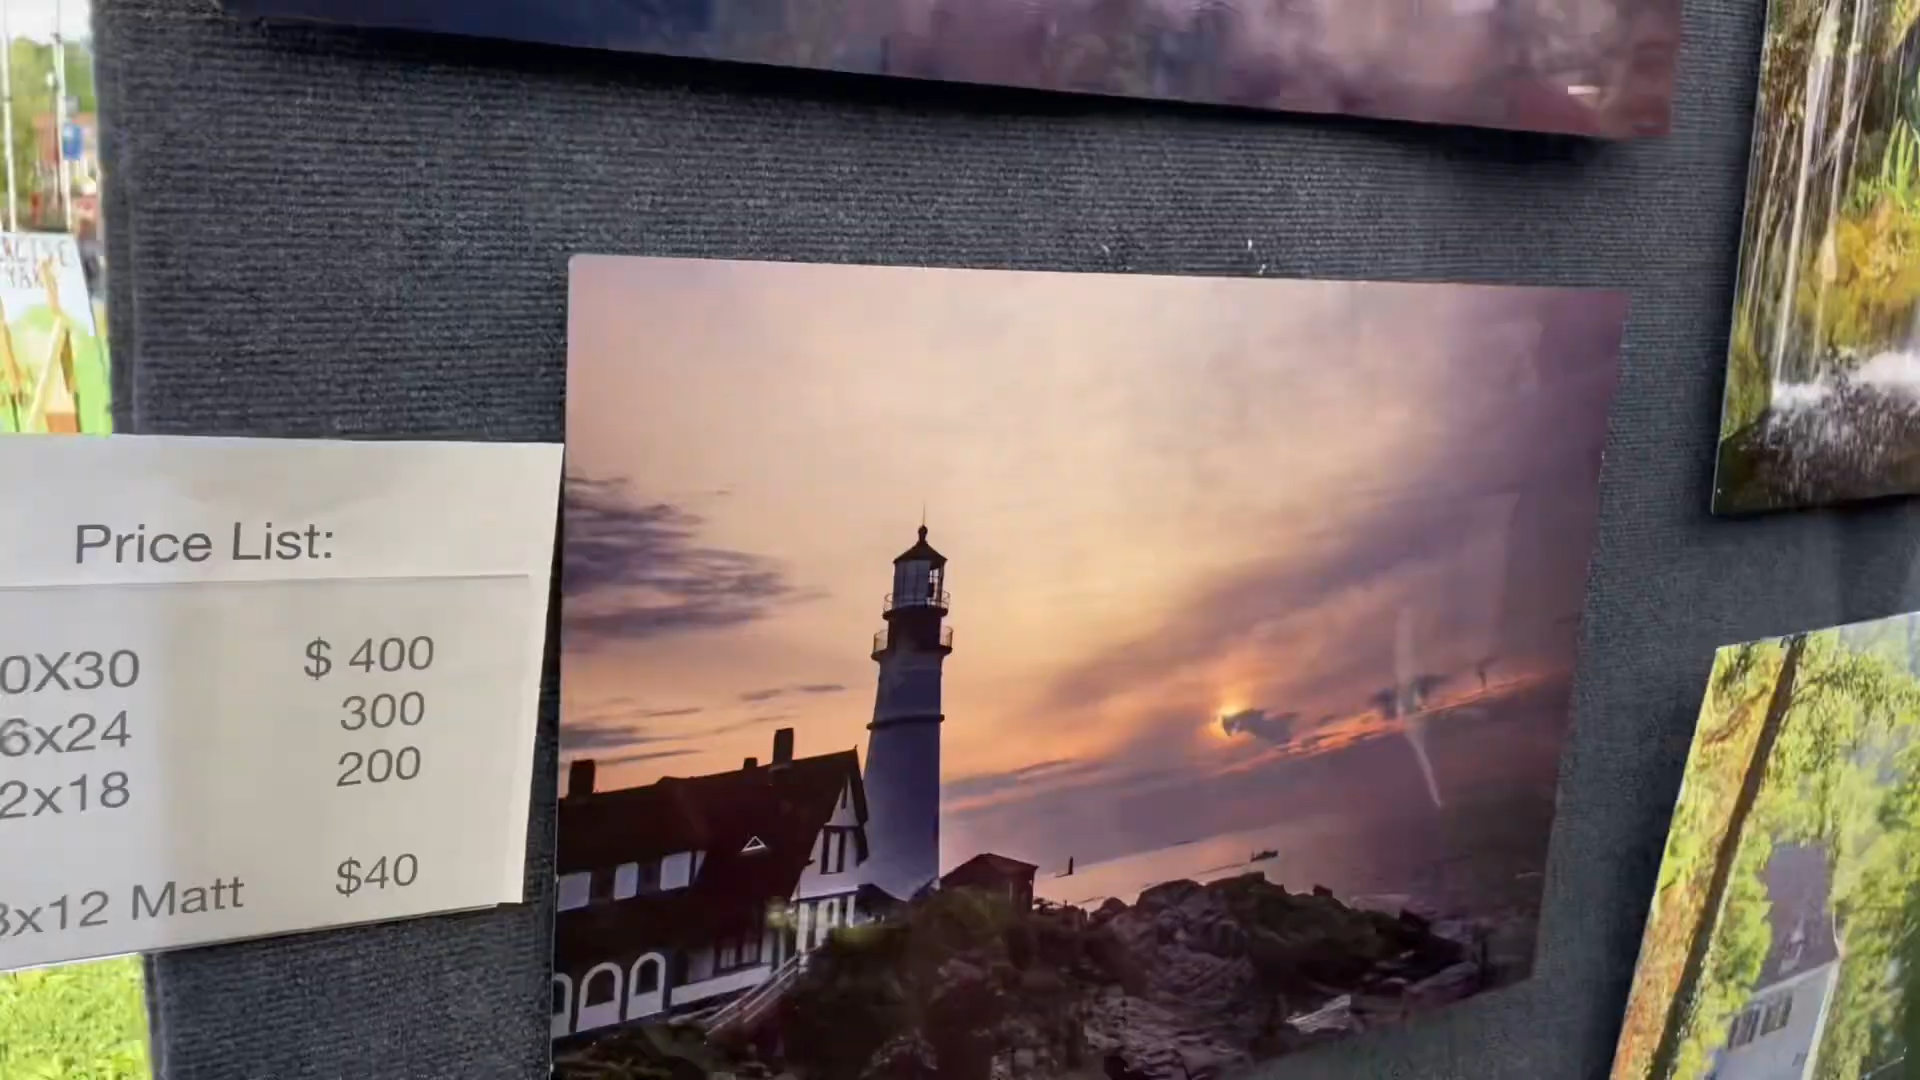 Price List:
0X30 $ 400
6x24 300
2x18 200
8x12 Matt $40